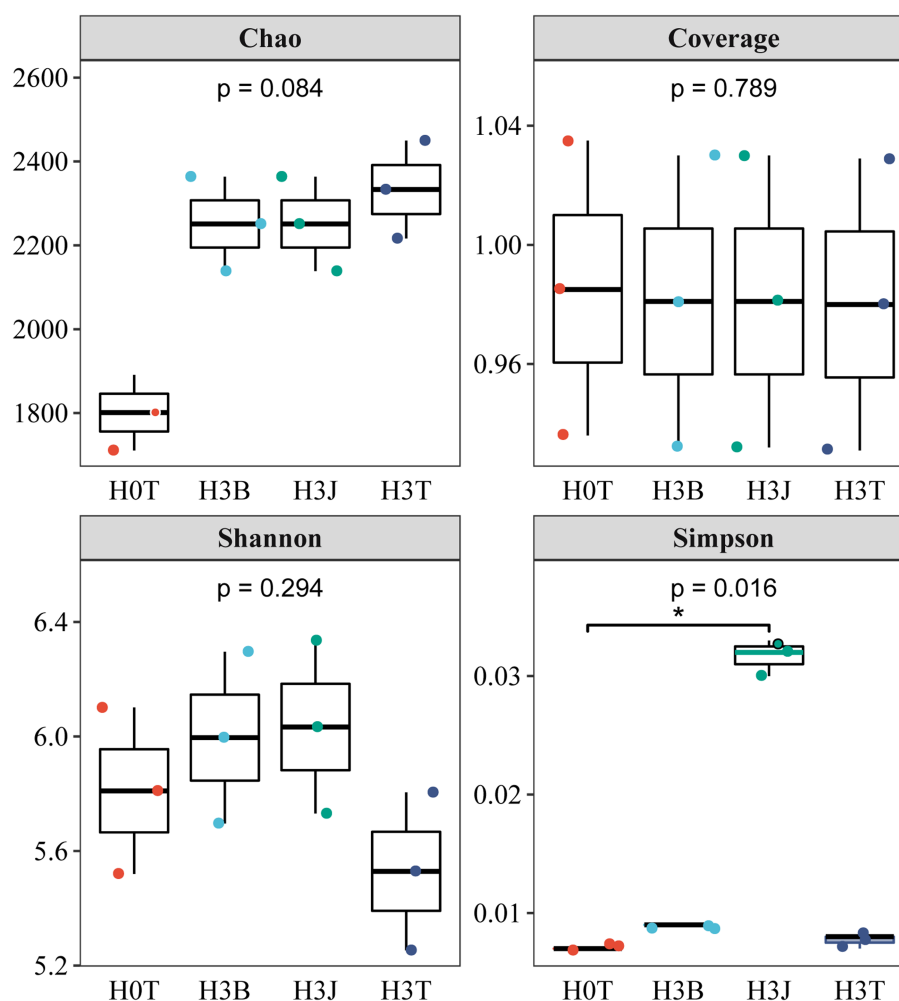 Chao
p = 0.084
2600
2400
2200
2000
1800
H0T H3B H3J H3T
Coverage
p = 0.789
1.04
1.00
0.96
H0T H3B H3J H3T
Shannon
p = 0.294
6.4
6.0
5.6
5.2
H0T H3B H3J H3T
Simpson
p = 0.016
*
0.03
0.02
0.01
H0T H3B H3J H3T